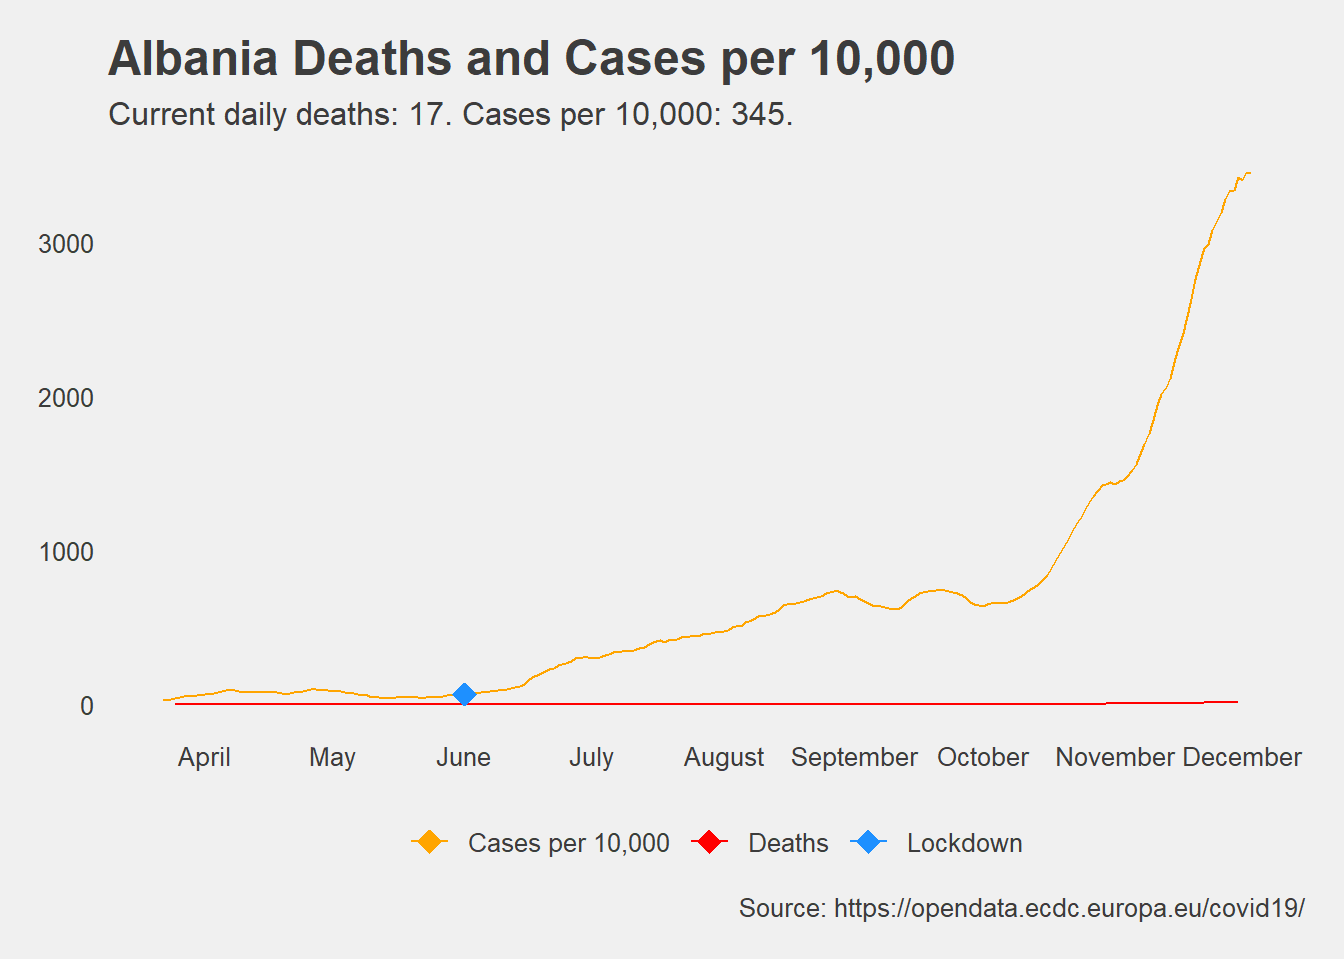 Albania Deaths and Cases per 10,000
Current daily deaths: 17. Cases per 10,000: 345.
3000
2000
1000
0
April May June July August September October November December
Cases per 10,000 Deaths Lockdown
Source: https://opendata.ecdc.europa.eu/covid19/